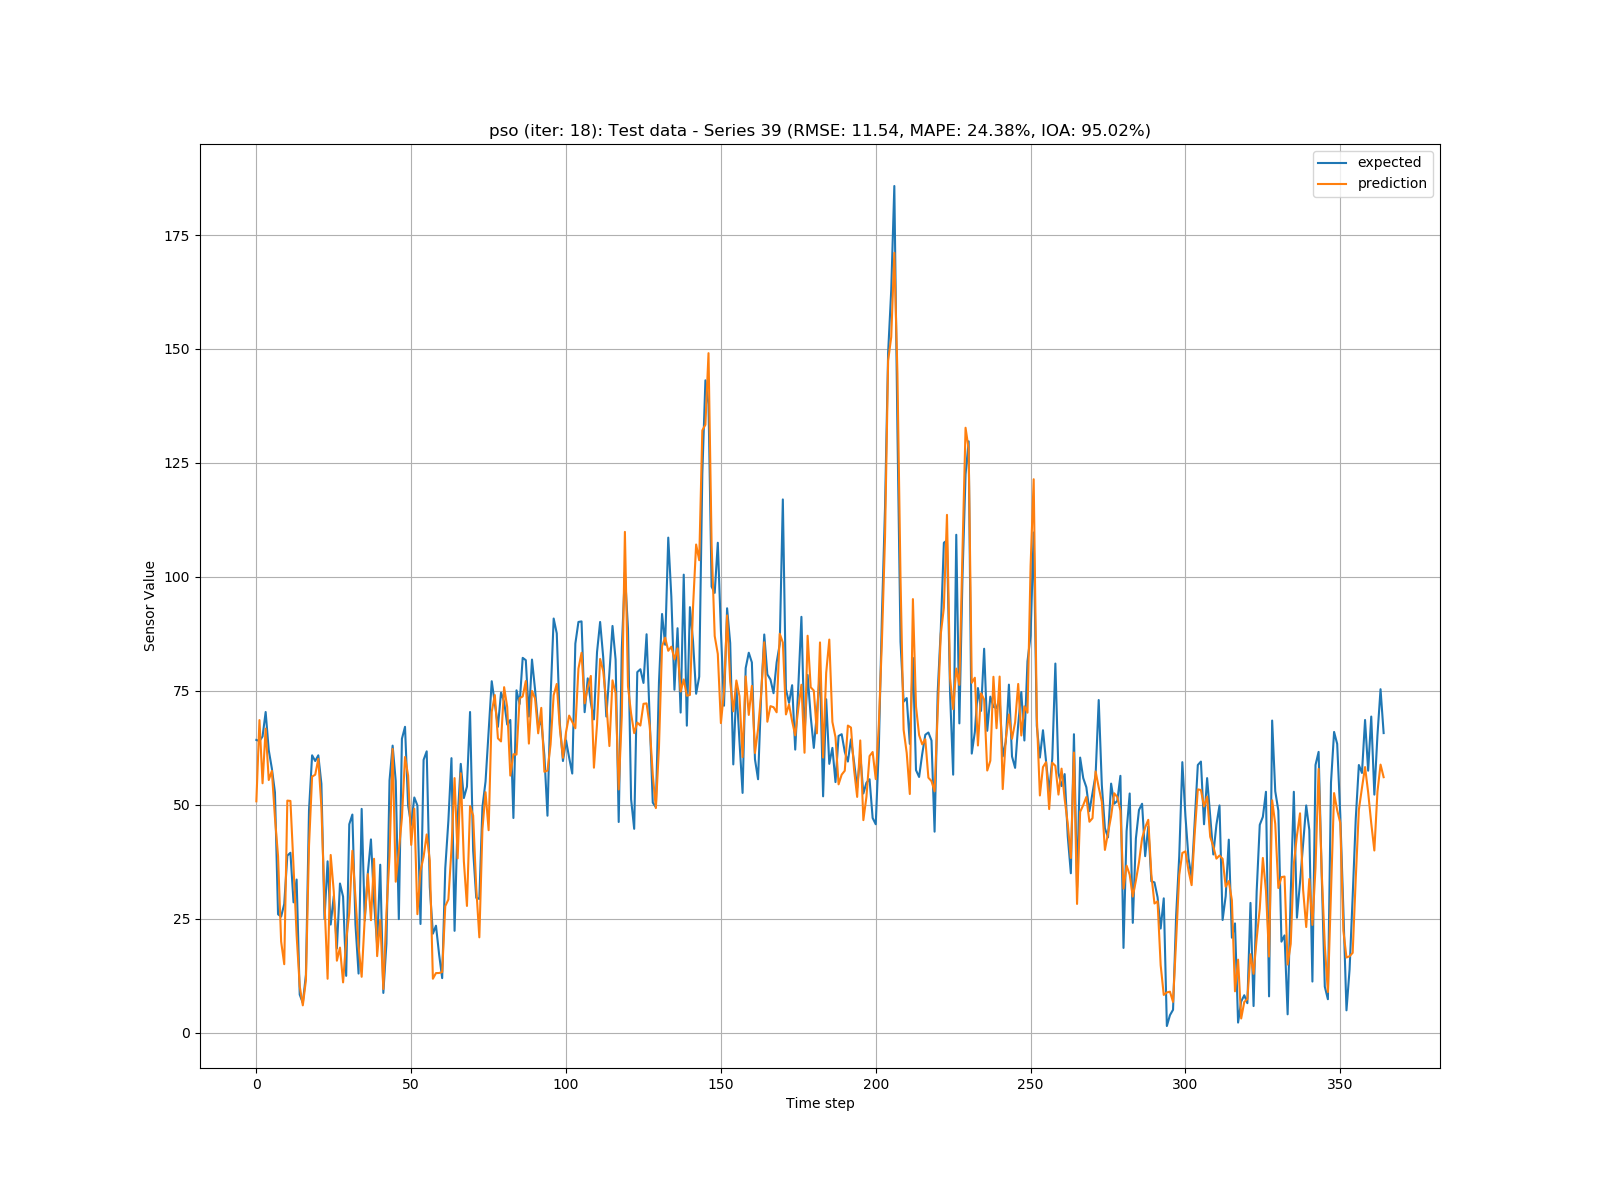 pso (iter: 18): Test data - Series 39 (RMSE: 11.54, MAPE: 24.38%, IOA: 95.02%)
expected
prediction
175
150
125
100
75
50
25
0
Sensor Value
0 50 100 150 200 250 300 350
Time step